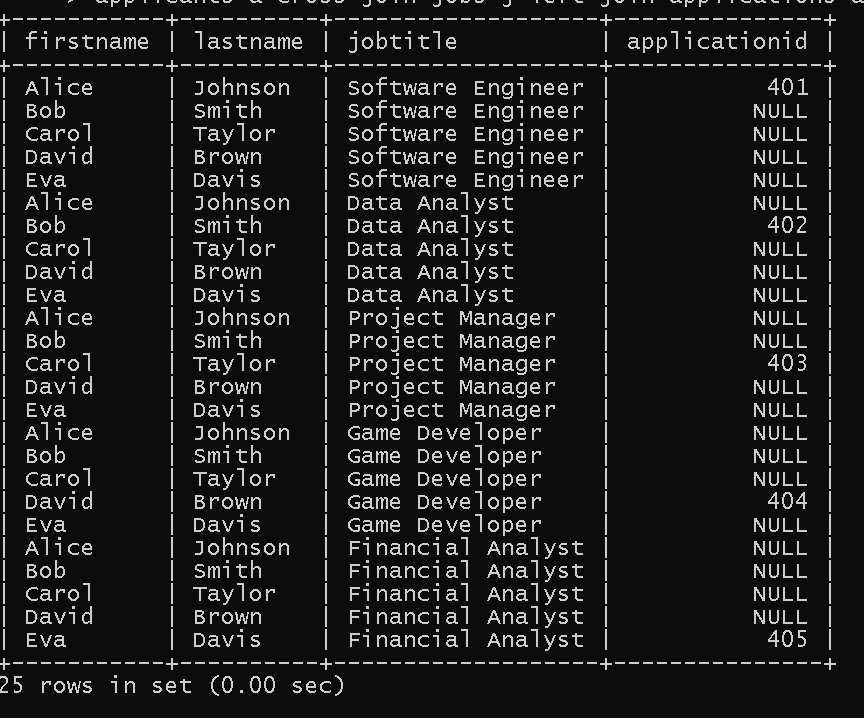 > applicants a cross join jobs j left join applications a
+-----------+----------+--------------------+---------------+
| firstname | lastname | jobtitle | applicationid |
+-----------+----------+--------------------+---------------+
| Alice | Johnson | Software Engineer | 401 |
| Bob | Smith | Software Engineer | NULL |
| Carol | Taylor | Software Engineer | NULL |
| David | Brown | Software Engineer | NULL |
| Eva | Davis | Software Engineer | NULL |
| Alice | Johnson | Data Analyst | NULL |
| Bob | Smith | Data Analyst | 402 |
| Carol | Taylor | Data Analyst | NULL |
| David | Brown | Data Analyst | NULL |
| Eva | Davis | Data Analyst | NULL |
| Alice | Johnson | Project Manager | NULL |
| Bob | Smith | Project Manager | NULL |
| Carol | Taylor | Project Manager | 403 |
| David | Brown | Project Manager | NULL |
| Eva | Davis | Project Manager | NULL |
| Alice | Johnson | Game Developer | NULL |
| Bob | Smith | Game Developer | NULL |
| Carol | Taylor | Game Developer | NULL |
| David | Brown | Game Developer | 404 |
| Eva | Davis | Game Developer | NULL |
| Alice | Johnson | Financial Analyst | NULL |
| Bob | Smith | Financial Analyst | NULL |
| Carol | Taylor | Financial Analyst | NULL |
| David | Brown | Financial Analyst | NULL |
| Eva | Davis | Financial Analyst | 405 |
+-----------+----------+--------------------+---------------+
25 rows in set (0.00 sec)